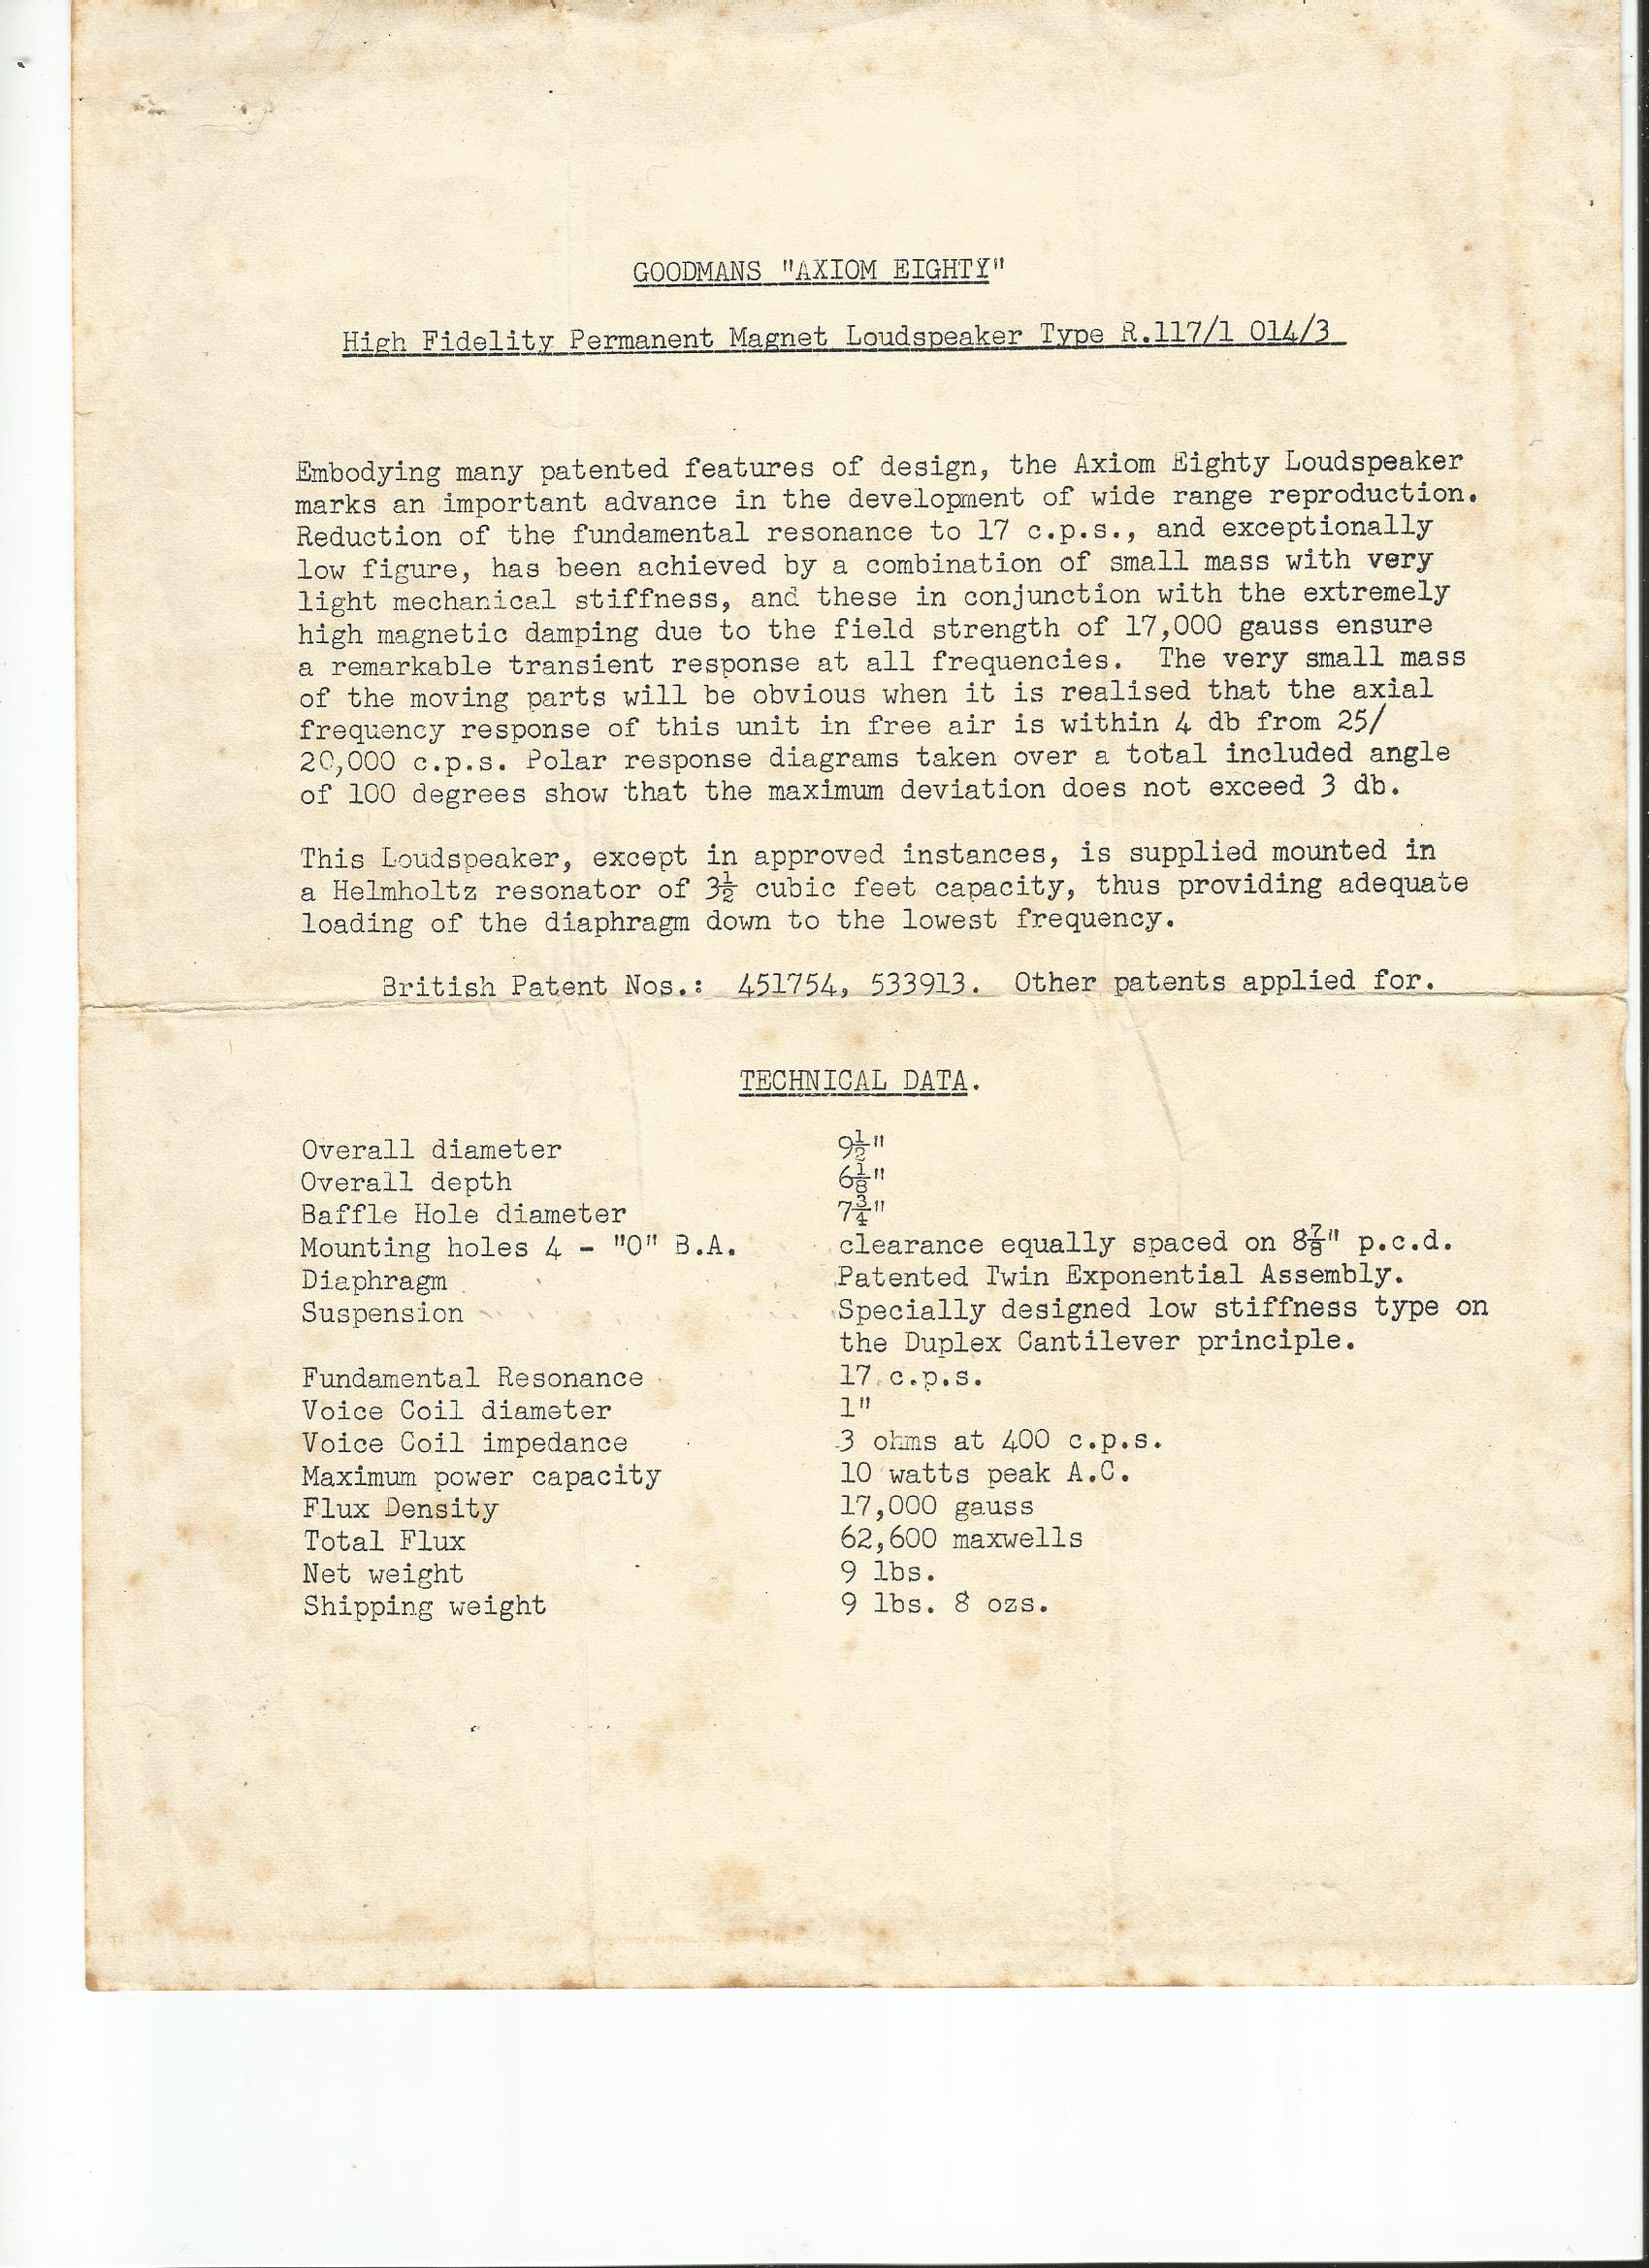 GOODMANS "AXIOM EIGHTY"
High Fidelity Permanent Magnet Loudspeaker Type R.117/1 014/3
Embodying many patented features of design, the Axiom Eighty Loudspeaker
marks an important advance in the development of wide range reproduction.
Reduction of the fundamental resonance to 17 c.p.s., and exceptionally
low figure, has been achieved by a combination of small mass with very
light mechanical stiffness, and these in conjunction with the extremely
high magnetic damping due to the field strength of 17,000 gauss ensure
a remarkable transient response at all frequencies. The very small mass
of the moving parts will be obvious when it is realised that the axial
frequency response of this unit in free air is within 4 db from 25/
20,000 c.p.s. Polar response diagrams taken over a total included angle
of 100 degrees show that the maximum deviation does not exceed 3 db.
This Loudspeaker, except in approved instances, is supplied mounted in
a Helmholtz resonator of 3½ cubic feet capacity, thus providing adequate
loading of the diaphragm down to the lowest frequency.
British Patent Nos.: 451754, 533913. Other patents applied for.
TECHNICAL DATA.
Overall diameter 9½"
Overall depth 6⅛"
Baffle Hole diameter 7¾"
Mounting holes 4 - "O" B.A. clearance equally spaced on 8⅞" p.c.d.
Diaphragm Patented Twin Exponential Assembly.
Suspension Specially designed low stiffness type on
the Duplex Cantilever principle.
Fundamental Resonance 17 c.p.s.
Voice Coil diameter 1"
Voice Coil impedance 3 ohms at 400 c.p.s.
Maximum power capacity 10 watts peak A.C.
Flux Density 17,000 gauss
Total Flux 62,600 maxwells
Net weight 9 lbs.
Shipping weight 9 lbs. 8 ozs.